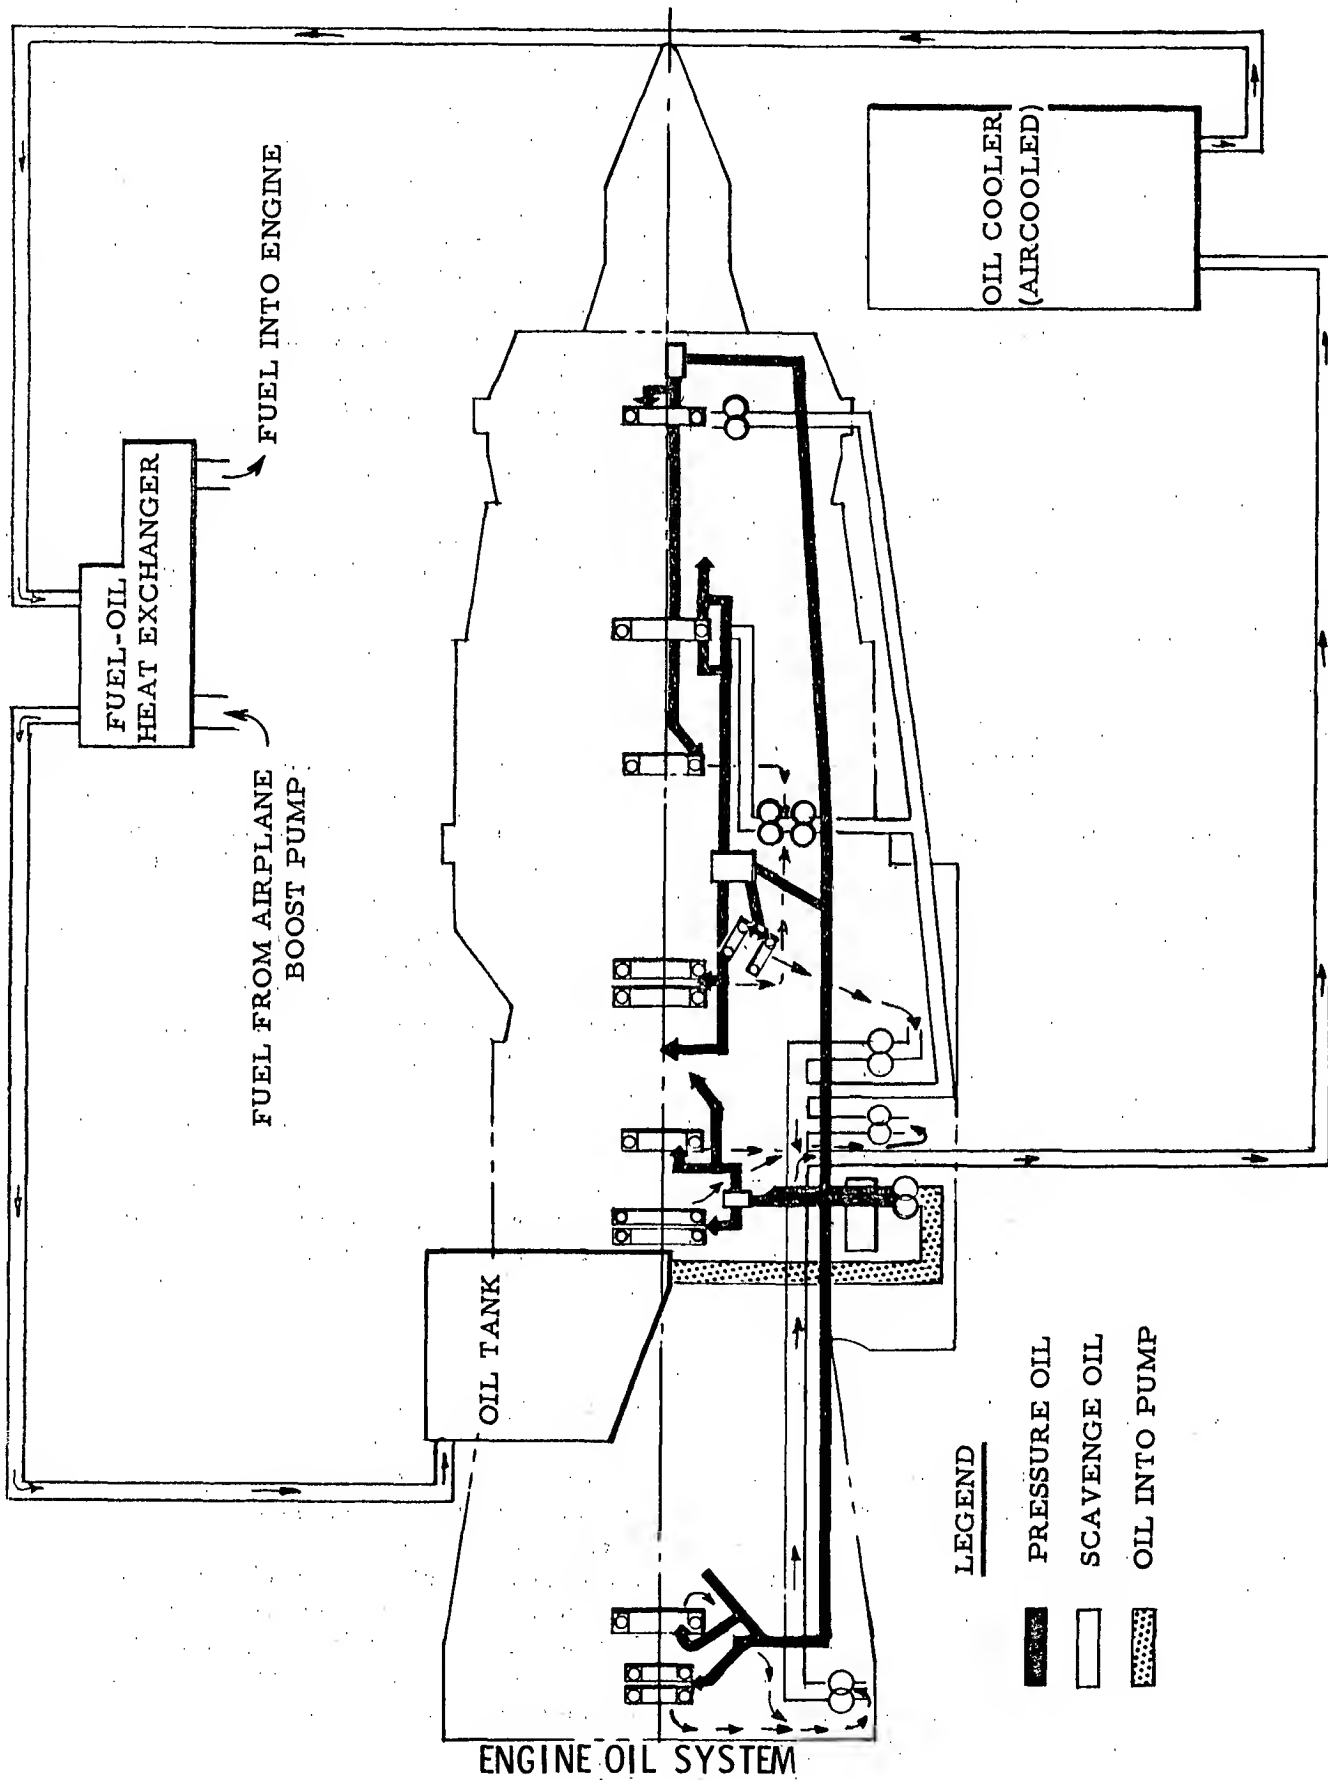 FUEL-OIL
HEAT EXCHANGER
FUEL INTO ENGINE
FUEL FROM AIRPLANE
BOOST PUMP
OIL COOLER
(AIRCOOLED)
OIL TANK
LEGEND
PRESSURE OIL
SCAVENGE OIL
OIL INTO PUMP
ENGINE OIL SYSTEM